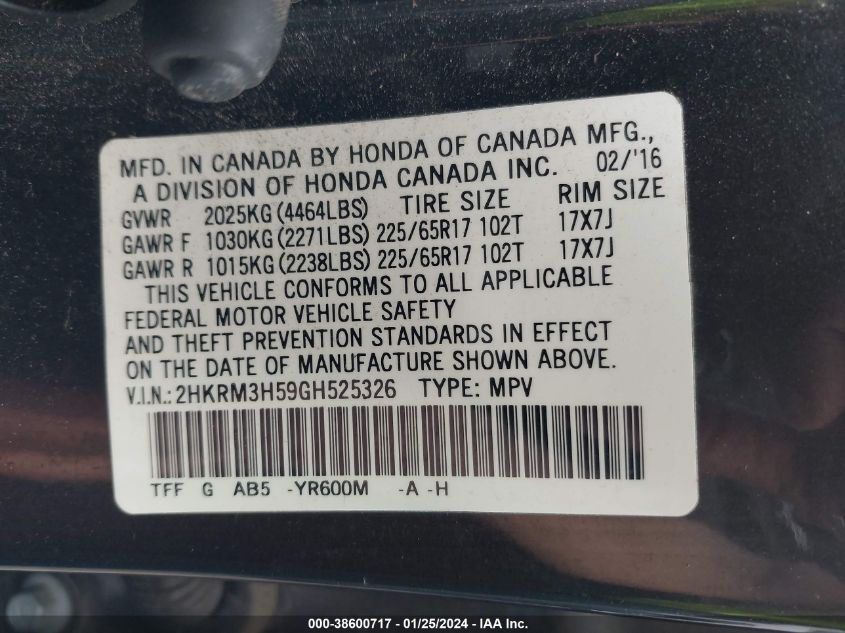 MFD. IN CANADA BY HONDA OF CANADA MFG.,
A DIVISION OF HONDA CANADA INC. 02/'16
GVWR 2025KG (4464LBS) TIRE SIZE RIM SIZE
GAWR F 1030KG (2271LBS) 225/65R17 102T 17X7J
GAWR R 1015KG (2238LBS) 225/65R17 102T 17X7J
THIS VEHICLE CONFORMS TO ALL APPLICABLE
FEDERAL MOTOR VEHICLE SAFETY
AND THEFT PREVENTION STANDARDS IN EFFECT
ON THE DATE OF MANUFACTURE SHOWN ABOVE.
V.I.N.: 2HKRM3H59GH525326 TYPE: MPV
TFF G AB5 -YR600M -A -H
000-38600717 - 01/25/2024 - IAA Inc.